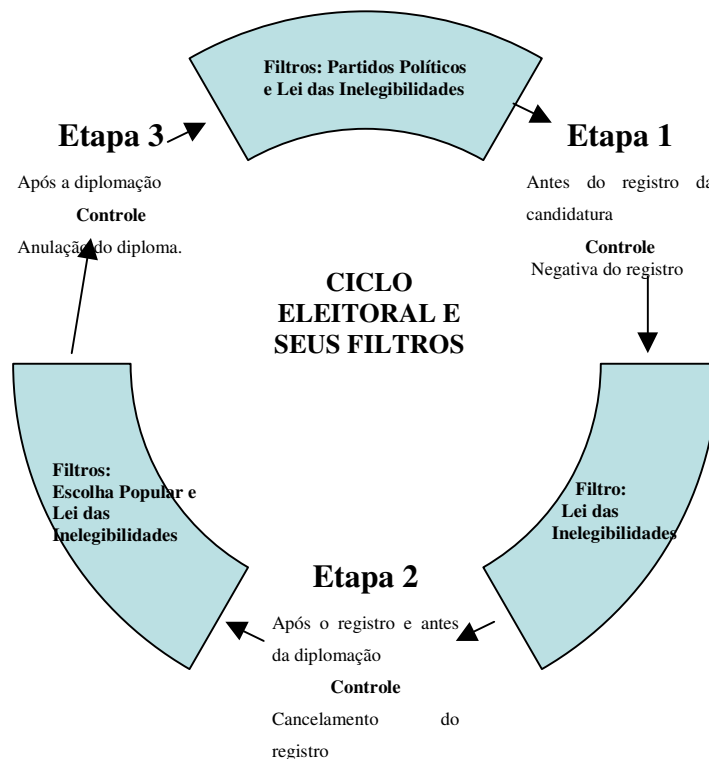 Filtros: Partidos Políticos
e Lei das Inelegibilidades
Etapa 3
Após a diplomação
Controle
Anulação do diploma.
Etapa 1
Antes do registro da
candidatura
Controle
Negativa do registro
CICLO
ELEITORAL E
SEUS FILTROS
Filtros:
Escolha Popular e
Lei das
Inelegibilidades
Filtro:
Lei das
Inelegibilidades
Etapa 2
Após o registro e antes
da diplomação
Controle
Cancelamento do
registro